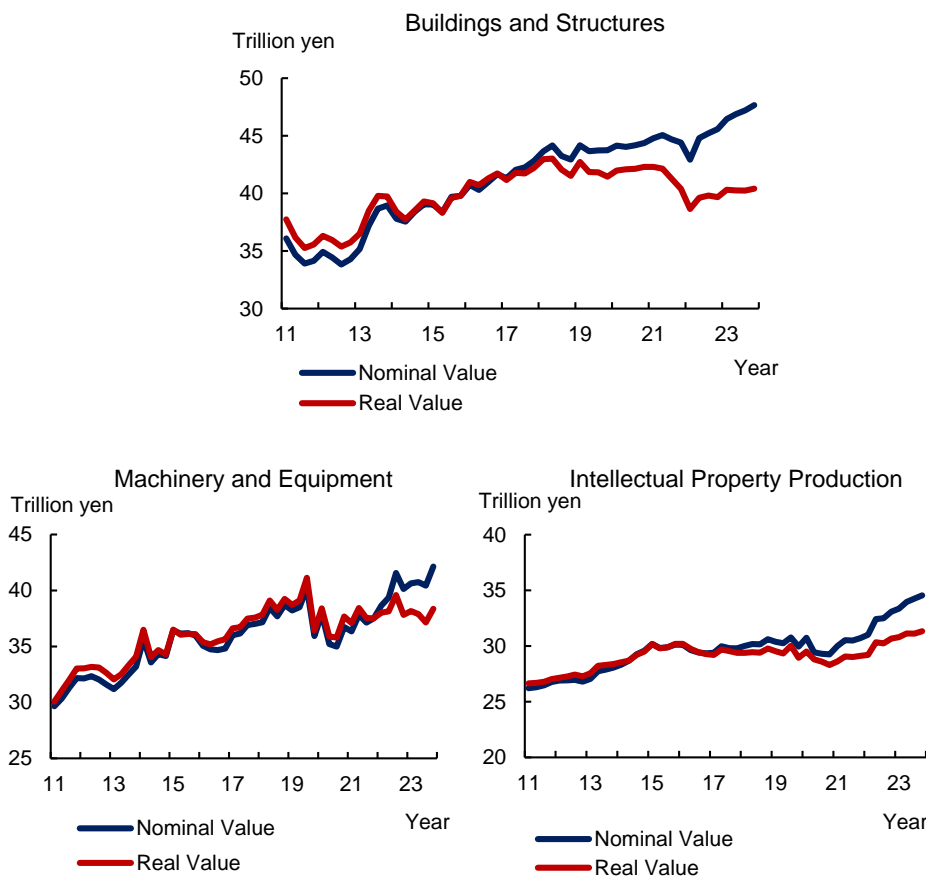 Buildings and Structures
Trillion yen
50
45
40
35
30
11 13 15 17 19 21 23
Year
Nominal Value
Real Value
Machinery and Equipment
Trillion yen
45
40
35
30
25
11 13 15 17 19 21 23
Year
Nominal Value
Real Value
Intellectual Property Production
Trillion yen
40
35
30
25
20
11 13 15 17 19 21 23
Year
Nominal Value
Real Value